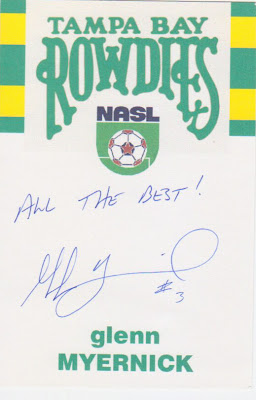 TAMPA BAY
ROWDIES
NASL
ALL THE BEST!
#3
glenn
MYERNICK